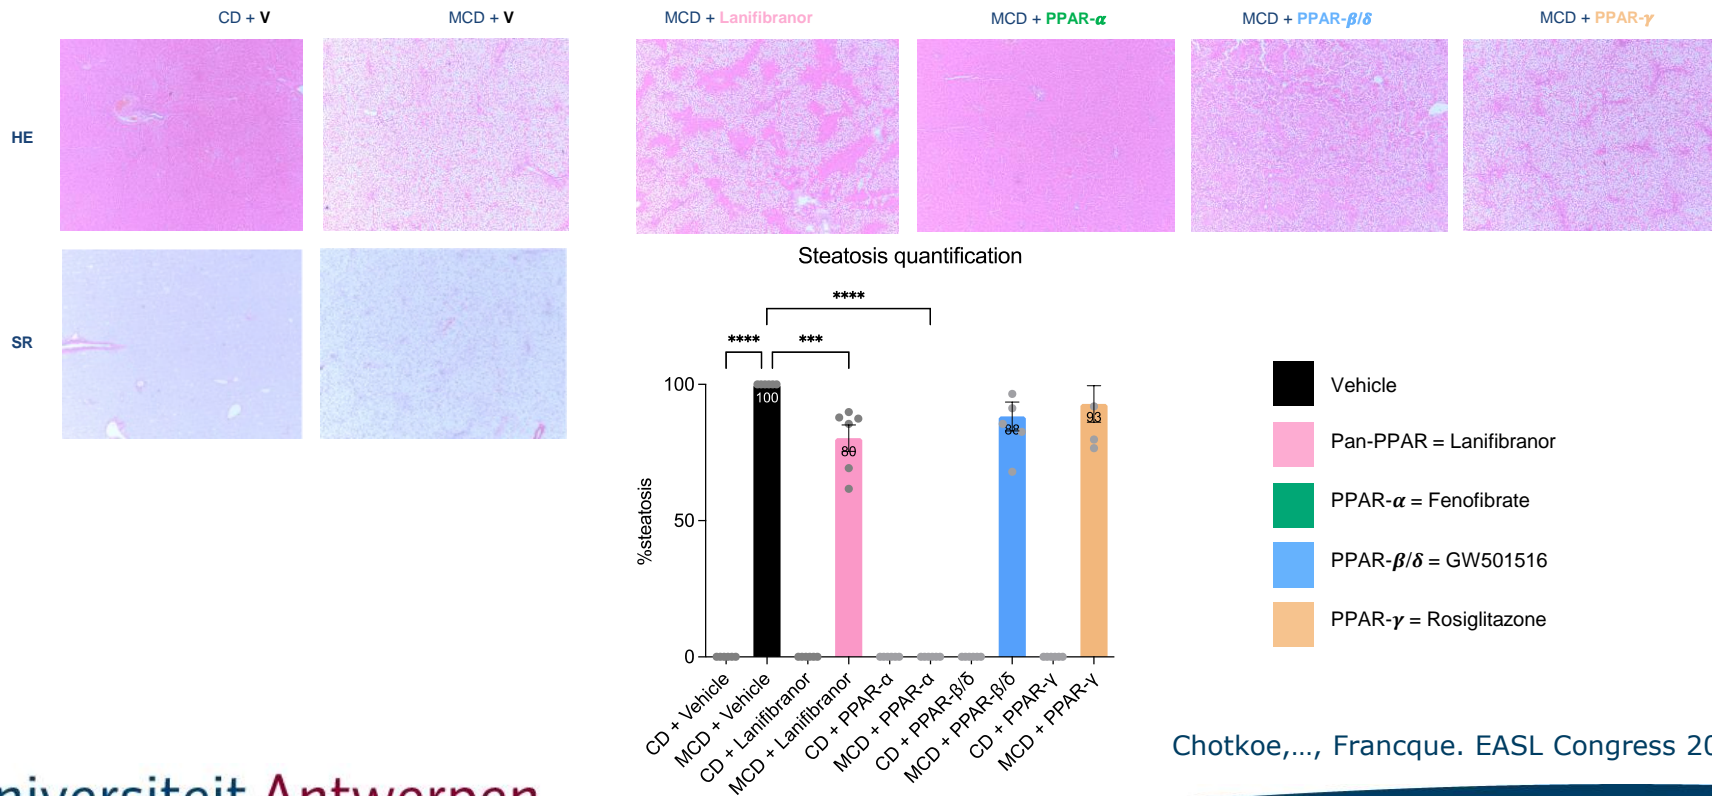 CD + V
MCD + V
MCD + Lanifibranor
MCD + PPAR-α
MCD + PPAR-β/δ
MCD + PPAR-γ
HE
SR
Steatosis quantification
****
**** ***
%steatosis
100
50
0
100
80
88
93
CD + Vehicle
MCD + Vehicle
CD + Lanifibranor
MCD + Lanifibranor
CD + PPAR-α
MCD + PPAR-α
CD + PPAR-β/δ
MCD + PPAR-β/δ
CD + PPAR-γ
MCD + PPAR-γ
Vehicle
Pan-PPAR = Lanifibranor
PPAR-α = Fenofibrate
PPAR-β/δ = GW501516
PPAR-γ = Rosiglitazone
Chotkoe,..., Francque. EASL Congress 20
niversiteit Antwerpen